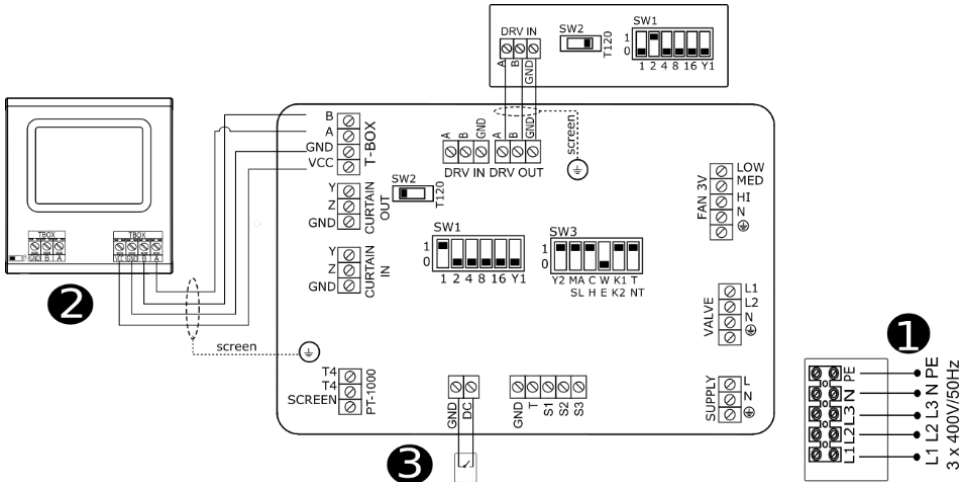 DRV IN
A
B
GND
SW2
T120
SW1
1
0
1 2 4 8 16 Y1
B
A
GND
VCC
T-BOX
A
B
GND
DRV IN
A
B
GND
DRV OUT
screen
SW2
T120
Y
Z
GND
CURTAIN
OUT
Y
Z
GND
CURTAIN
IN
SW1
1
0
1 2 4 8 16 Y1
SW3
1
0
Y2 MA C W K1 T
SL H E K2 NT
FAN 3V
LOW
MED
HI
N
VALVE
L1
L2
N
SUPPLY
L
N
T4
T4
SCREEN
PT-1000
GND
DC
GND
T
S1
S2
S3
TBOX
GND B A
TBOX
VCC GND B A
2
screen
3
1
PE
N
L3
L2
L1
L1 L2 L3 N PE
3 x 400V/50Hz